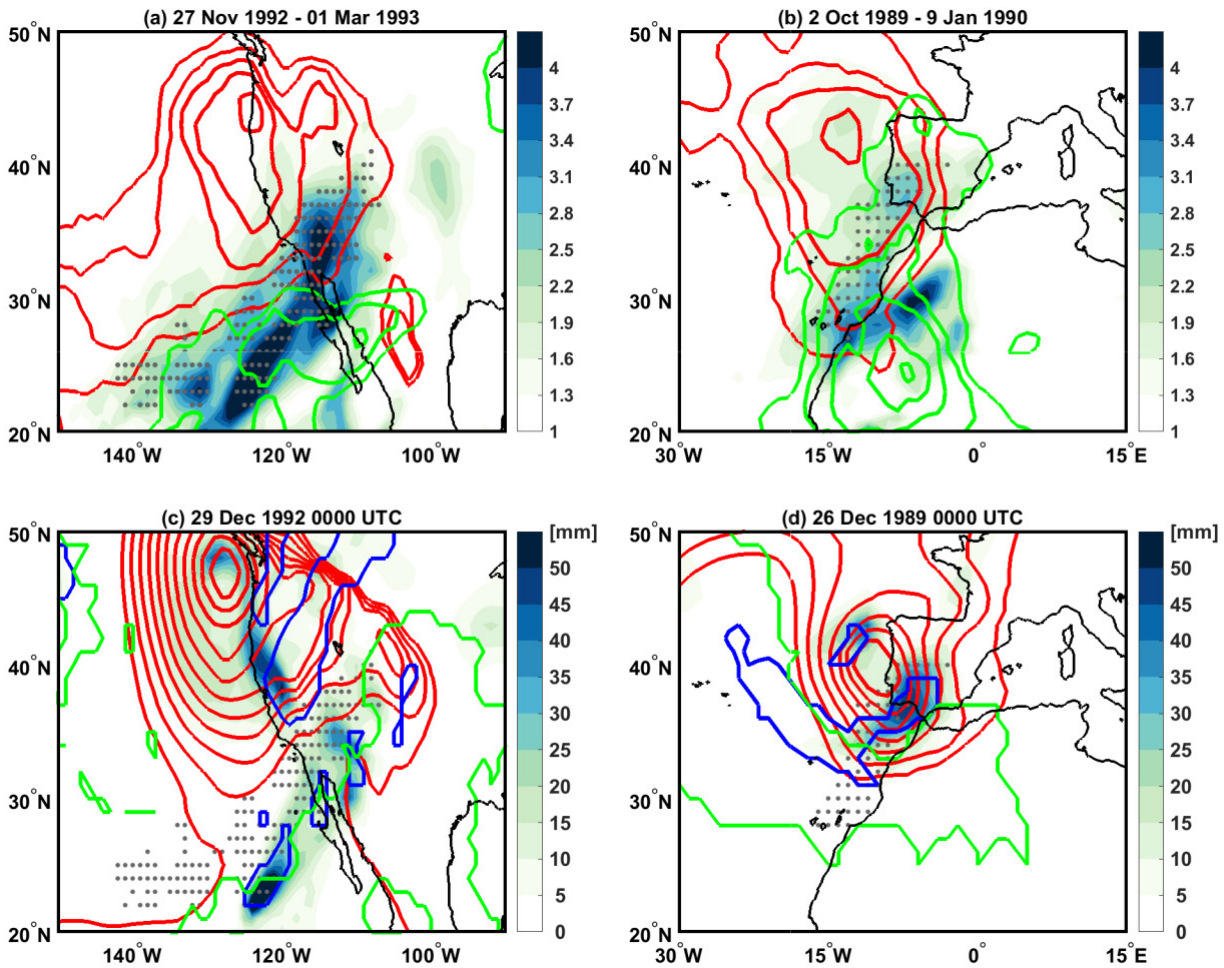 (a) 27 Nov 1992 - 01 Mar 1993
50°N
40°N
30°N
20°N
140°W
120°W
100°W
4
3.7
3.4
3.1
2.8
2.5
2.2
1.9
1.6
1.3
1
(b) 2 Oct 1989 - 9 Jan 1990
50°N
40°N
30°N
20°N
30°W
15°W
0°
15°E
4
3.7
3.4
3.1
2.8
2.5
2.2
1.9
1.6
1.3
1
(c) 29 Dec 1992 0000 UTC
50°N
40°N
30°N
20°N
140°W
120°W
100°W
[mm]
50
45
40
35
30
25
20
15
10
5
0
(d) 26 Dec 1989 0000 UTC
50°N
40°N
30°N
20°N
30°W
15°W
0°
15°E
[mm]
50
45
40
35
30
25
20
15
10
5
0